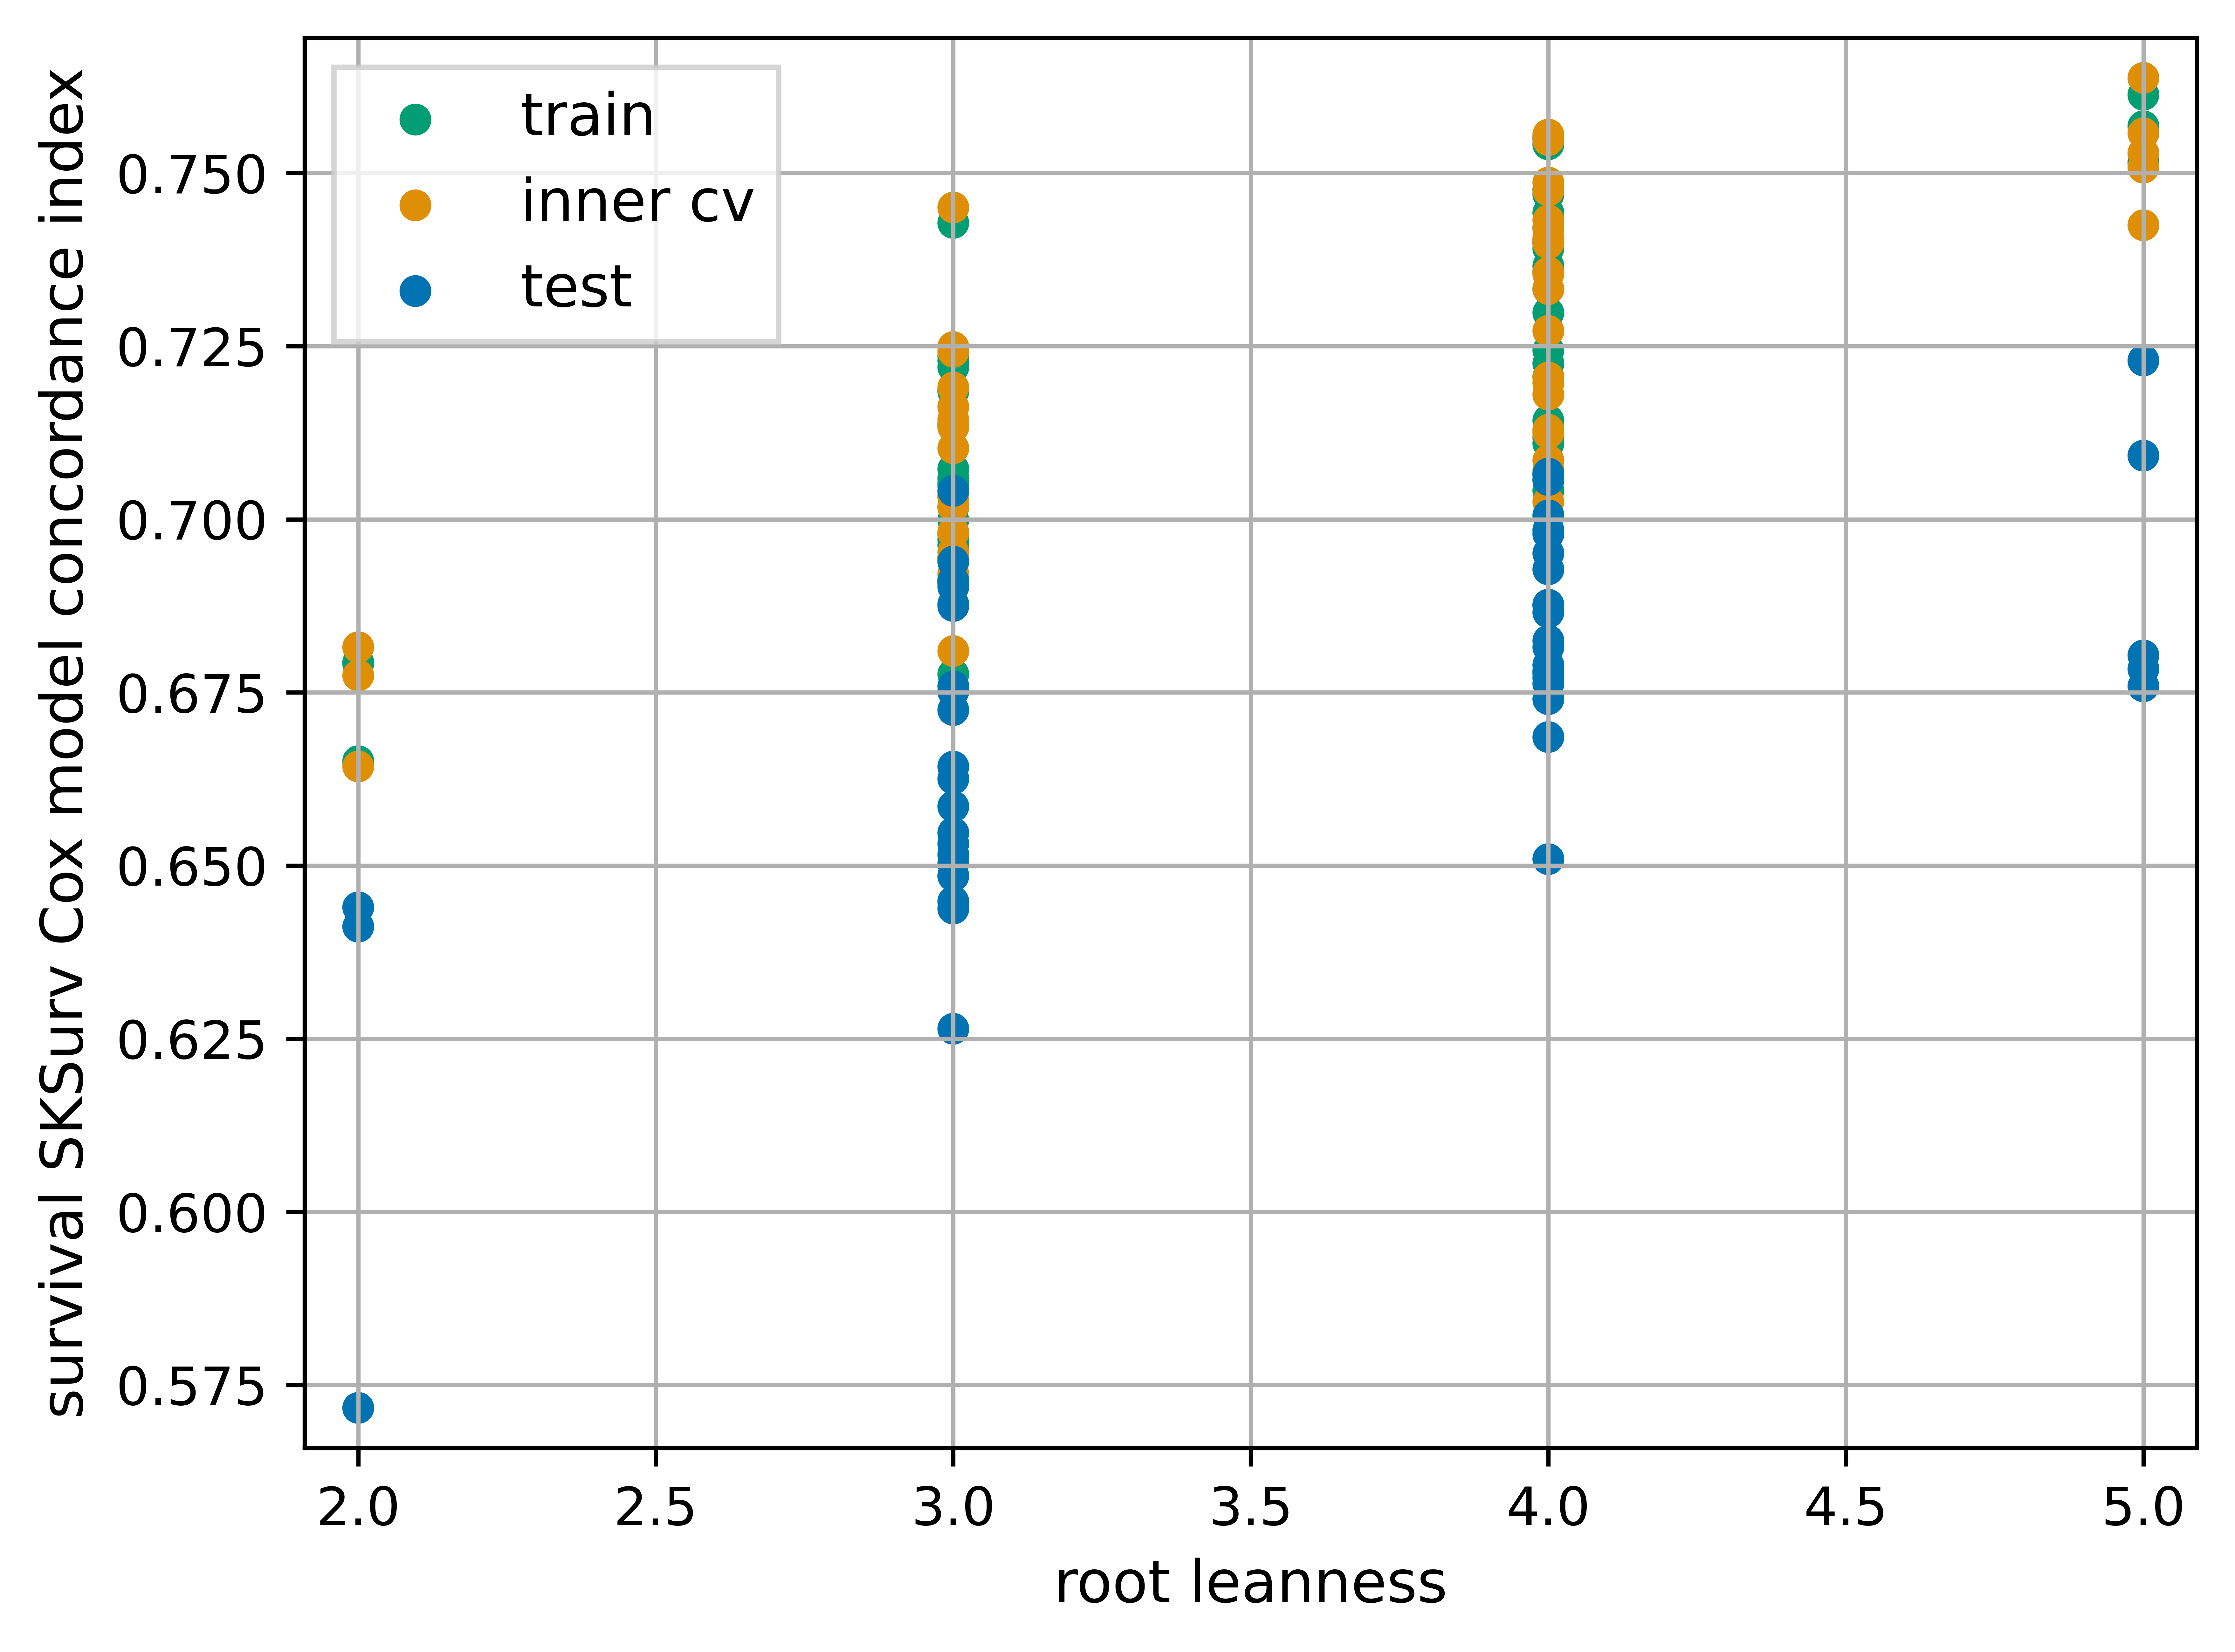 train
inner cv
test
survival SKSurv Cox model concordance index
0.750
0.725
0.700
0.675
0.650
0.625
0.600
0.575
2.0 2.5 3.0 3.5 4.0 4.5 5.0
root leanness